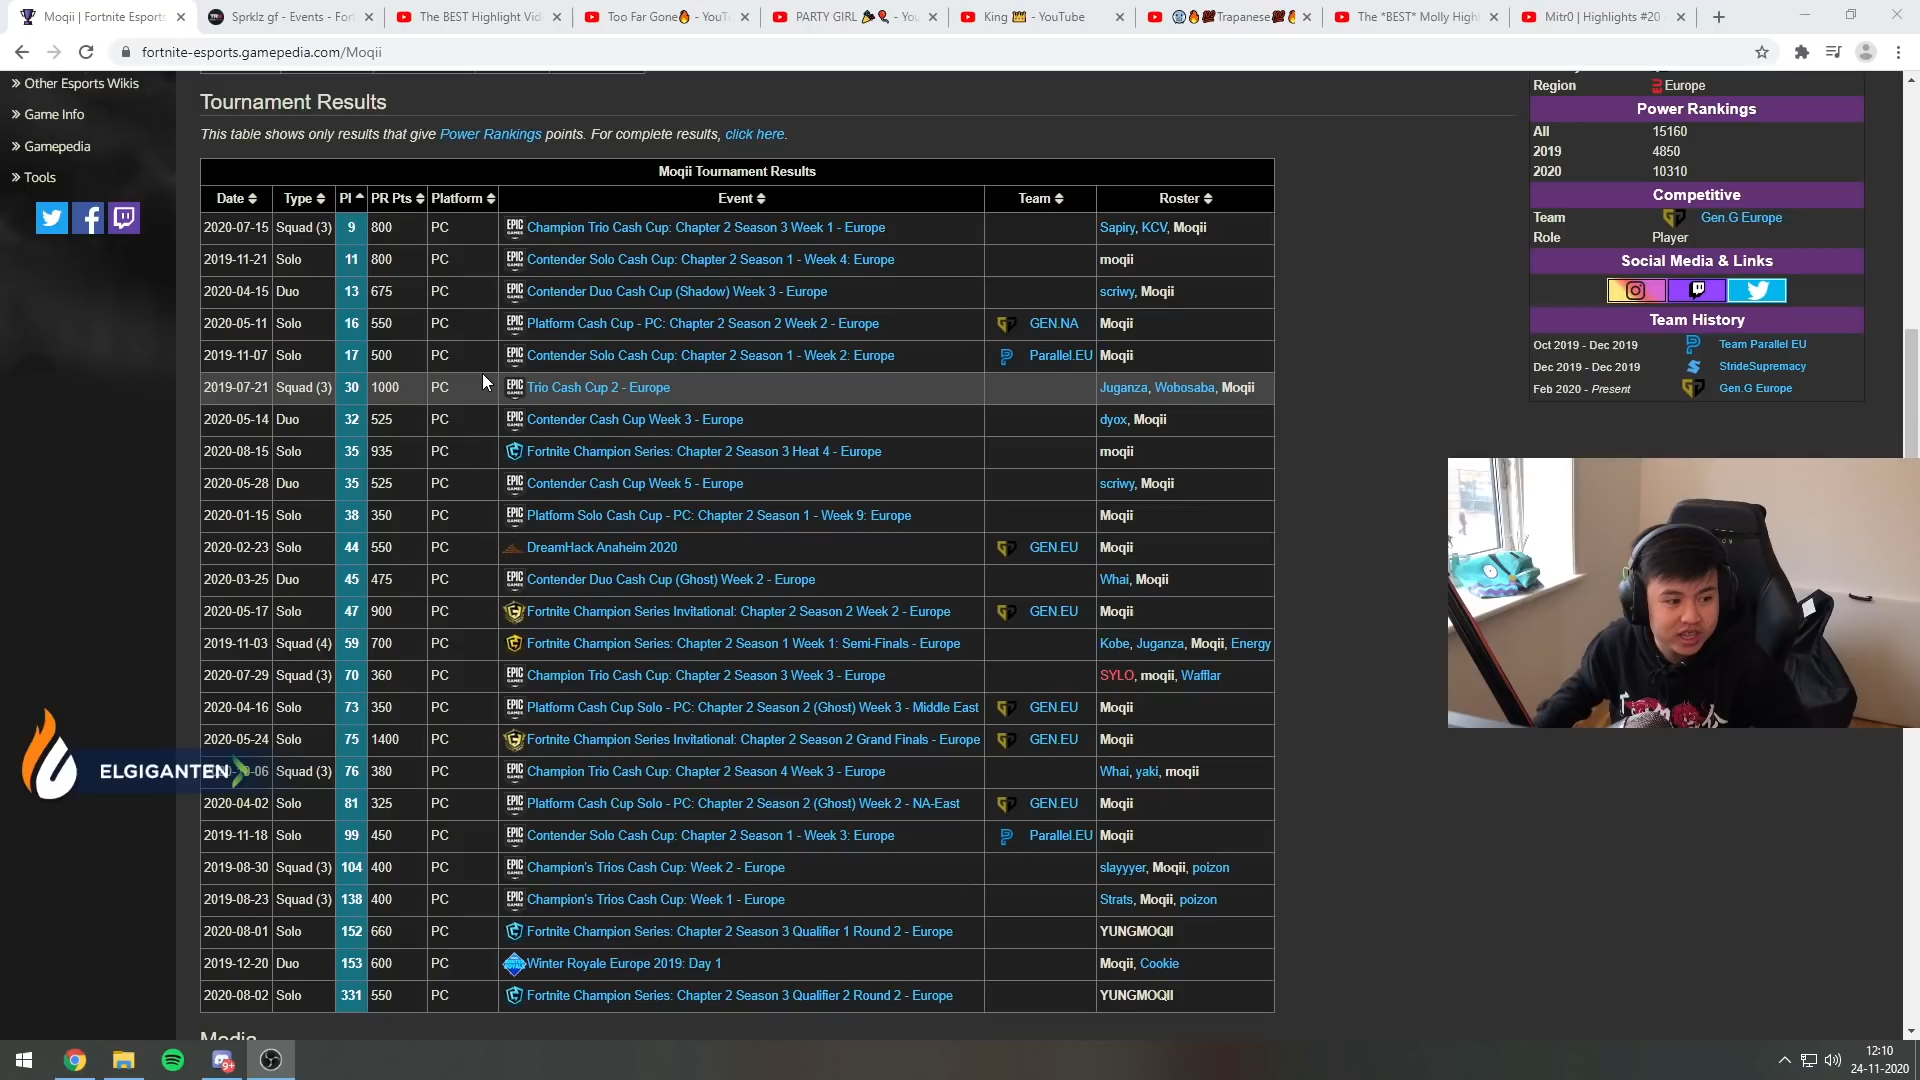 Moqii | Fortnite Esports
Sprklz gf - Events - For
The BEST Highlight Vid
Too Far Gone🔥 - YouT
PARTY GIRL 🎉🎈 - You
King 👑 - YouTube
Trapanese
The *BEST* Molly High
Mitr0 | Highlights #20
fortnite-esports.gamepedia.com/Moqii
Other Esports Wikis
Game Info
Gamepedia
Tools
Tournament Results
This table shows only results that give Power Rankings points. For complete results, click here.
Moqii Tournament Results
Date Type Pl PR Pts Platform Event Team Roster
2020-07-15 Squad (3) 9 800 PC Champion Trio Cash Cup: Chapter 2 Season 3 Week 1 - Europe Sapiry, KCV, Moqii
2019-11-21 Solo 11 800 PC Contender Solo Cash Cup: Chapter 2 Season 1 - Week 4: Europe moqii
2020-04-15 Duo 13 675 PC Contender Duo Cash Cup (Shadow) Week 3 - Europe scriwy, Moqii
2020-05-11 Solo 16 550 PC Platform Cash Cup - PC: Chapter 2 Season 2 Week 2 - Europe GEN.NA Moqii
2019-11-07 Solo 17 500 PC Contender Solo Cash Cup: Chapter 2 Season 1 - Week 2: Europe Parallel.EU Moqii
2019-07-21 Squad (3) 30 1000 PC Trio Cash Cup 2 - Europe Juganza, Wobosaba, Moqii
2020-05-14 Duo 32 525 PC Contender Cash Cup Week 3 - Europe dyox, Moqii
2020-08-15 Solo 35 935 PC Fortnite Champion Series: Chapter 2 Season 3 Heat 4 - Europe moqii
2020-05-28 Duo 35 525 PC Contender Cash Cup Week 5 - Europe scriwy, Moqii
2020-01-15 Solo 38 350 PC Platform Solo Cash Cup - PC: Chapter 2 Season 1 - Week 9: Europe Moqii
2020-02-23 Solo 44 550 PC DreamHack Anaheim 2020 GEN.EU Moqii
2020-03-25 Duo 45 475 PC Contender Duo Cash Cup (Ghost) Week 2 - Europe Whai, Moqii
2020-05-17 Solo 47 900 PC Fortnite Champion Series Invitational: Chapter 2 Season 2 Week 2 - Europe GEN.EU Moqii
2019-11-03 Squad (4) 59 700 PC Fortnite Champion Series: Chapter 2 Season 1 Week 1: Semi-Finals - Europe Kobe, Juganza, Moqii, Energy
2020-07-29 Squad (3) 70 360 PC Champion Trio Cash Cup: Chapter 2 Season 3 Week 3 - Europe SYLO, moqii, Wafflar
2020-04-16 Solo 73 350 PC Platform Cash Cup Solo - PC: Chapter 2 Season 2 (Ghost) Week 3 - Middle East GEN.EU Moqii
2020-05-24 Solo 75 1400 PC Fortnite Champion Series Invitational: Chapter 2 Season 2 Grand Finals - Europe GEN.EU Moqii
-06 Squad (3) 76 380 PC Champion Trio Cash Cup: Chapter 2 Season 4 Week 3 - Europe Whai, yaki, moqii
2020-04-02 Solo 81 325 PC Platform Cash Cup Solo - PC: Chapter 2 Season 2 (Ghost) Week 2 - NA-East GEN.EU Moqii
2019-11-18 Solo 99 450 PC Contender Solo Cash Cup: Chapter 2 Season 1 - Week 3: Europe Parallel.EU Moqii
2019-08-30 Squad (3) 104 400 PC Champion's Trios Cash Cup: Week 2 - Europe slayyyer, Moqii, poizon
2019-08-23 Squad (3) 138 400 PC Champion's Trios Cash Cup: Week 1 - Europe Strats, Moqii, poizon
2020-08-01 Solo 152 660 PC Fortnite Champion Series: Chapter 2 Season 3 Qualifier 1 Round 2 - Europe YUNGMOQII
2019-12-20 Duo 153 600 PC Winter Royale Europe 2019: Day 1 Moqii, Cookie
2020-08-02 Solo 331 550 PC Fortnite Champion Series: Chapter 2 Season 3 Qualifier 2 Round 2 - Europe YUNGMOQII
ELGIGANTEN
Region Europe
Power Rankings
All 15160
2019 4850
2020 10310
Competitive
Team Gen.G Europe
Role Player
Social Media & Links
Team History
Oct 2019 - Dec 2019 Team Parallel EU
Dec 2019 - Dec 2019 StrideSupremacy
Feb 2020 - Present Gen.G Europe
9+
12:10
24-11-2020